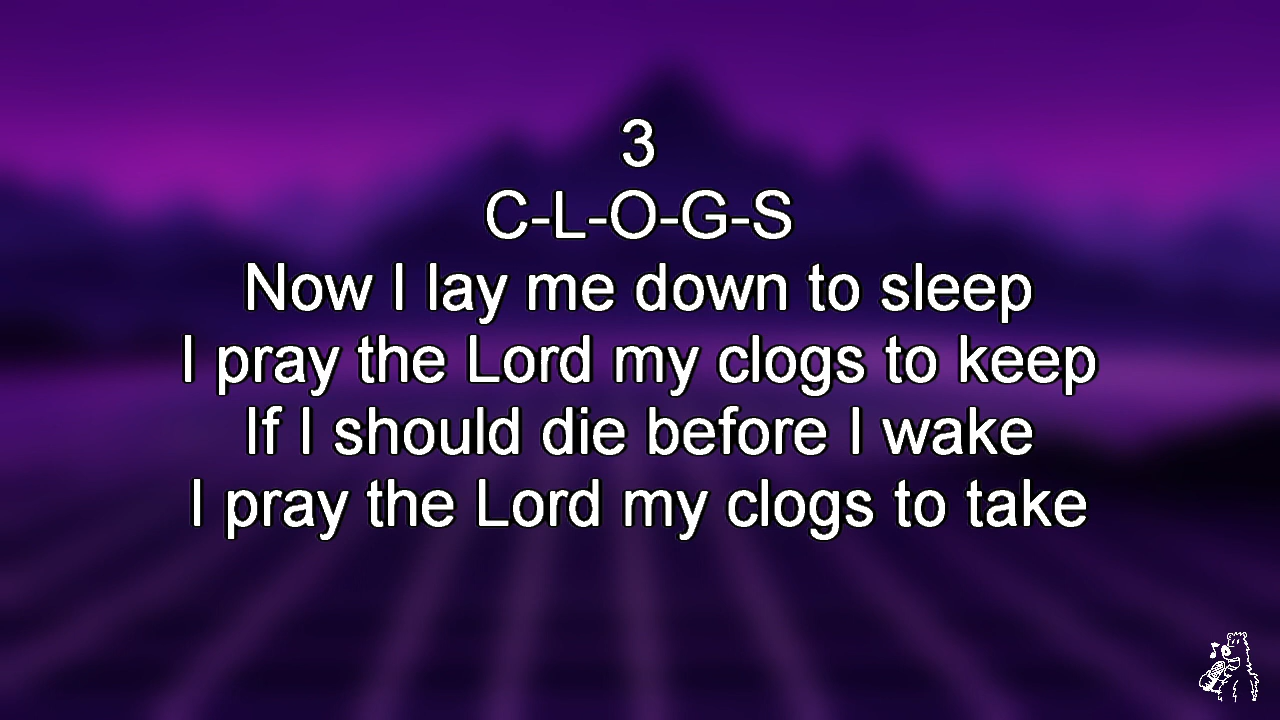 3
C-L-O-G-S
Now I lay me down to sleep
I pray the Lord my clogs to keep
If I should die before I wake
I pray the Lord my clogs to take